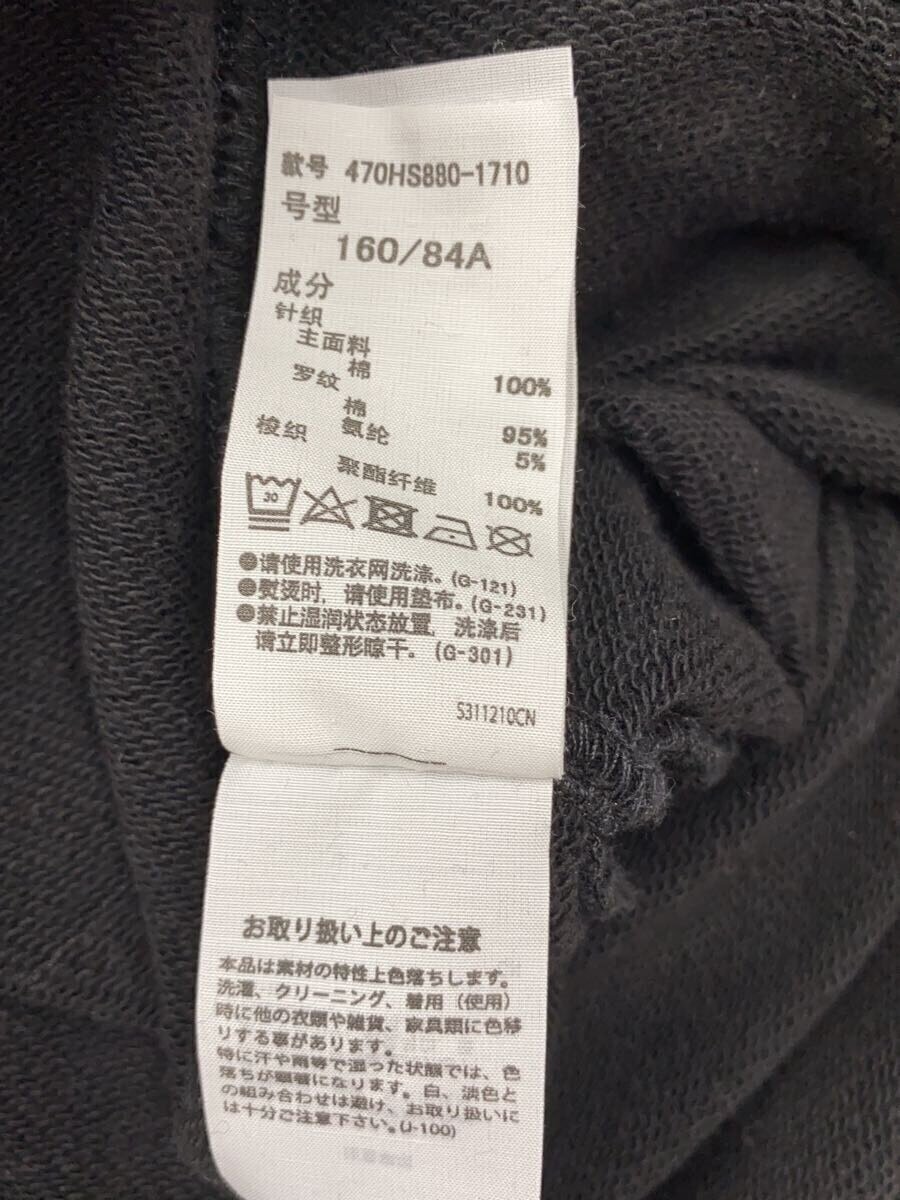 款号 470HS880-1710
号型
160/84A
成分
针织
主面料
棉 100%
罗纹
棉 95%
氨纶 5%
梭织
聚酯纤维 100%
30
●请使用洗衣网洗涤。(G-121)
●熨烫时，请使用垫布。(G-231)
●禁止湿润状态放置，洗涤后
请立即整形晾干。(G-301)
S311210CN
お取り扱い上のご注意
本品は素材の特性上色落ちします。
洗濯、クリーニング、着用（使用）
時に他の衣類や雑貨、家具類に色移
りする事があります。
特に汗や雨等で湿った状態では、色
落ちが顕著になります。白、淡色と
の組み合わせは避け、お取り扱いに
は十分ご注意下さい。(J-100)